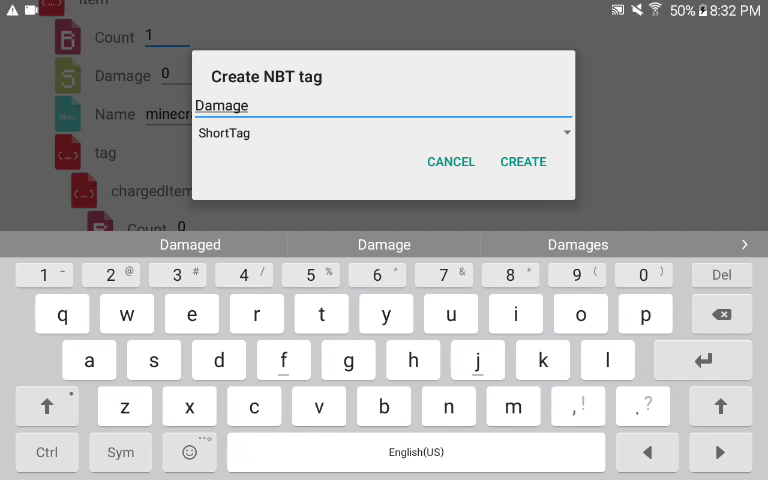 50% 8:32 PM
item
B Count 1
S Damage 0
Abc... Name minecra
{...} tag
{...} chargedItem
Count 0
Create NBT tag
Damage
ShortTag
CANCEL CREATE
Damaged Damage Damages >
1 - 2 @ 3 # 4 / 5 % 6 ^ 7 & 8 * 9 ( 0 ) Del
q w e r t y u i o p
a s d f g h j k l
z x c v b n m , ! . ?
Ctrl Sym English(US)